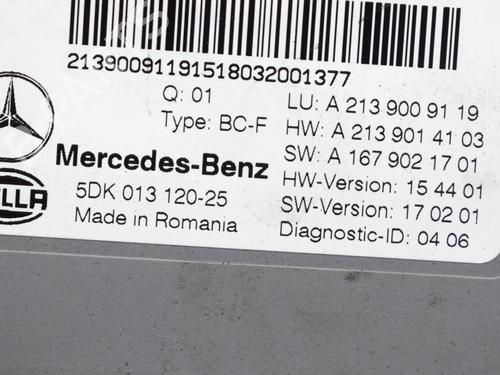 21390091191518032001377
Q: 01
Type: BC-F
Mercedes-Benz
5DK 013 120-25
Made in Romania
LU: A 213 900 91 19
HW: A 213 901 41 03
SW: A 167 902 17 01
HW-Version: 15 44 01
SW-Version: 17 02 01
Diagnostic-ID: 04 06